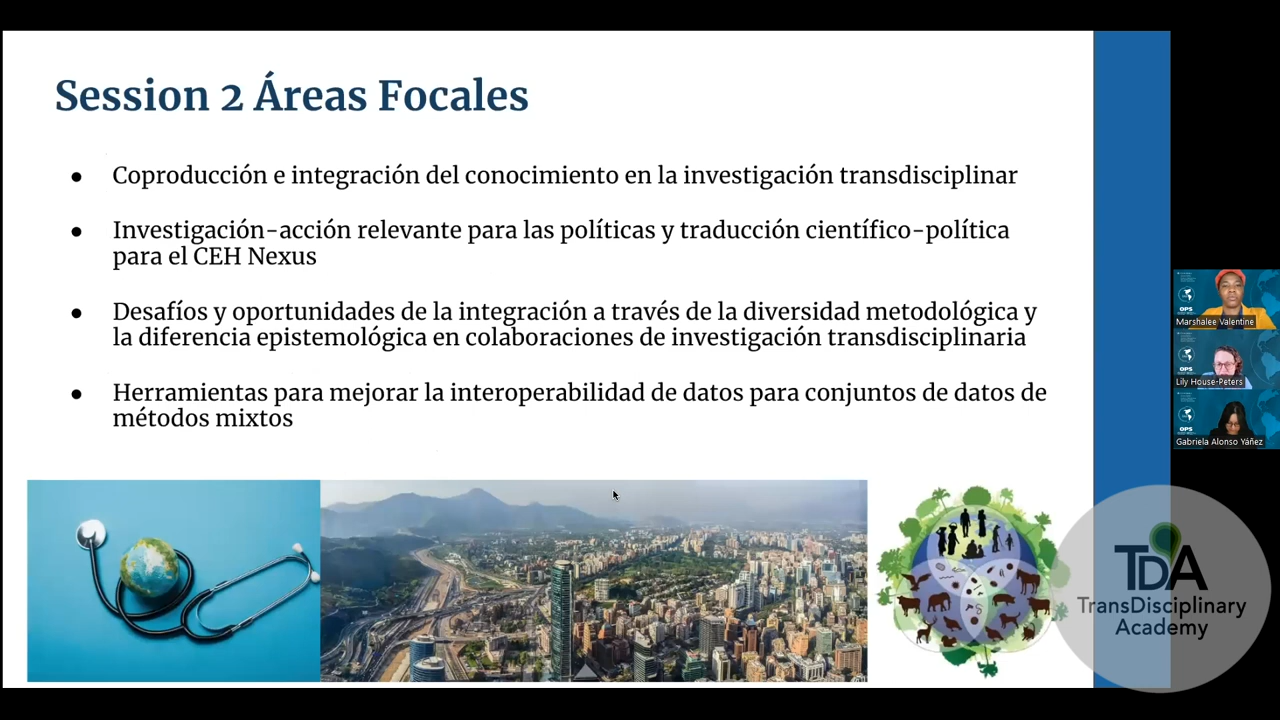 Session 2 Áreas Focales
● Coproducción e integración del conocimiento en la investigación transdisciplinar
● Investigación-acción relevante para las políticas y traducción científico-política
para el CEH Nexus
● Desafíos y oportunidades de la integración a través de la diversidad metodológica y
la diferencia epistemológica en colaboraciones de investigación transdisciplinaria
● Herramientas para mejorar la interoperabilidad de datos para conjuntos de datos de
métodos mixtos
OPS
Marshalee Valentine
OPS
Lily House-Peters
OPS
Gabriela Alonso Yáñez
TDA
TransDisciplinary
Academy